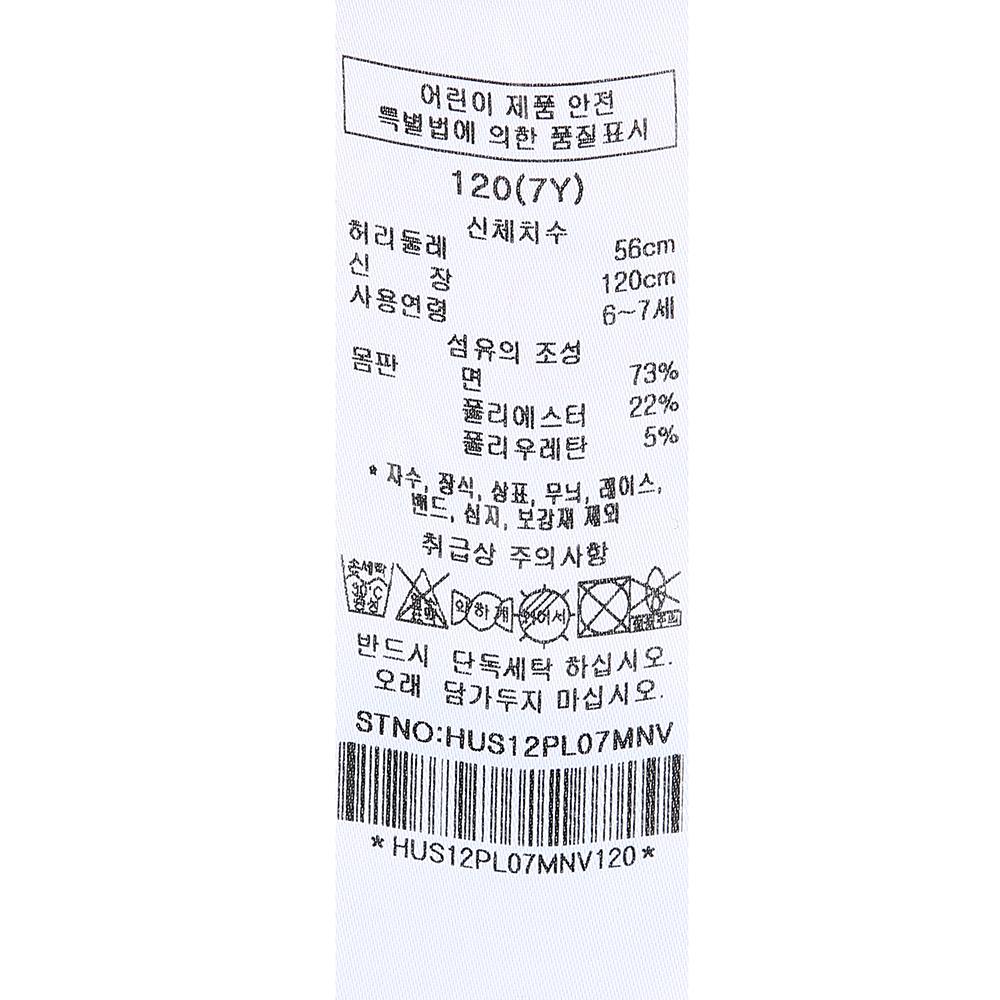 어린이 제품 안전
특별법에 의한 품질표시
120(7Y)
신체치수
허리둘레 56cm
신 장 120cm
사용연령 6~7세
섬유의 조성
몸판 면 73%
폴리에스터 22%
폴리우레탄 5%
* 자수, 장식, 상표, 무늬, 레이스,
밴드, 심지, 보강재 제외
취급상 주의사항
손세탁
30°C
중성
약하게
반드시 단독세탁 하십시오.
오래 담가두지 마십시오.
STNO:HUS12PL07MNV
*HUS12PL07MNV120*